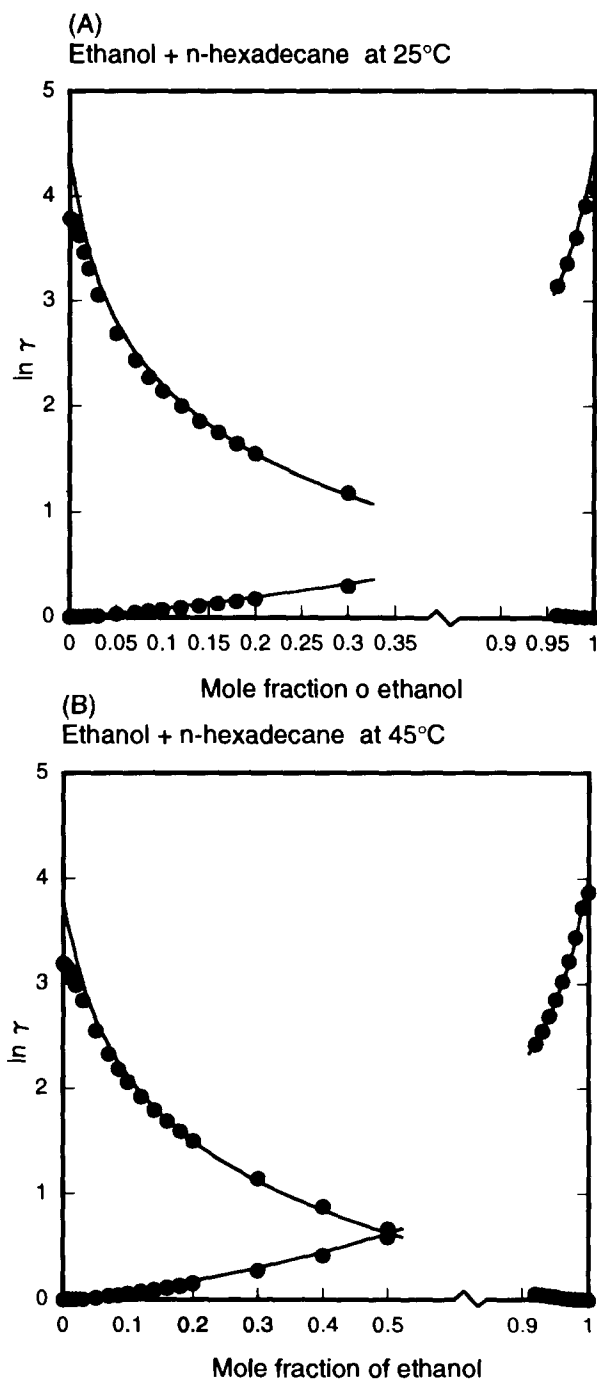 (A)
Ethanol + n-hexadecane at 25°C
5
4
3
2
1
0
ln γ
0 0.05 0.1 0.15 0.2 0.25 0.3 0.35 0.9 0.95 1
Mole fraction o ethanol
(B)
Ethanol + n-hexadecane at 45°C
5
4
3
2
1
0
ln γ
0 0.1 0.2 0.3 0.4 0.5 0.9 1
Mole fraction of ethanol